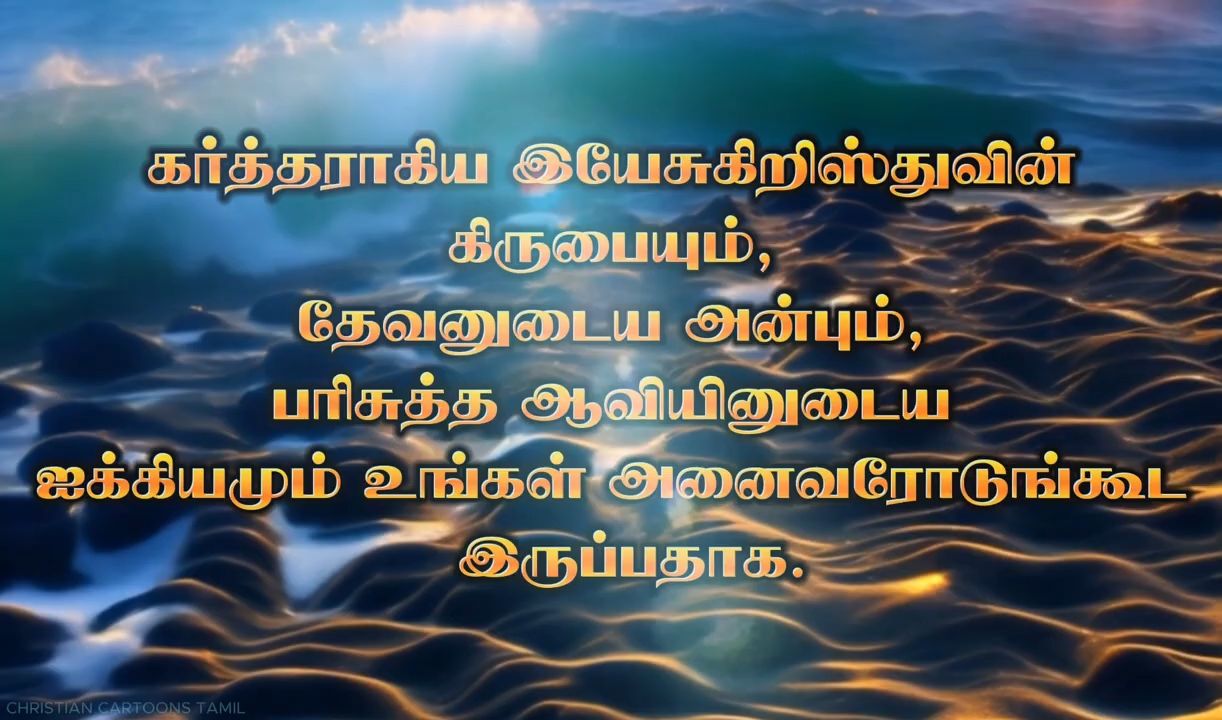 கர்த்தராகிய இயேசுகிறிஸ்துவின்
கிருபையும்,
தேவனுடைய அன்பும்,
பரிசுத்த ஆவியினுடைய
ஐக்கியமும் உங்கள் அனைவரோடுங்கூட
இருப்பதாக.
CHRISTIAN CARTOONS TAMIL